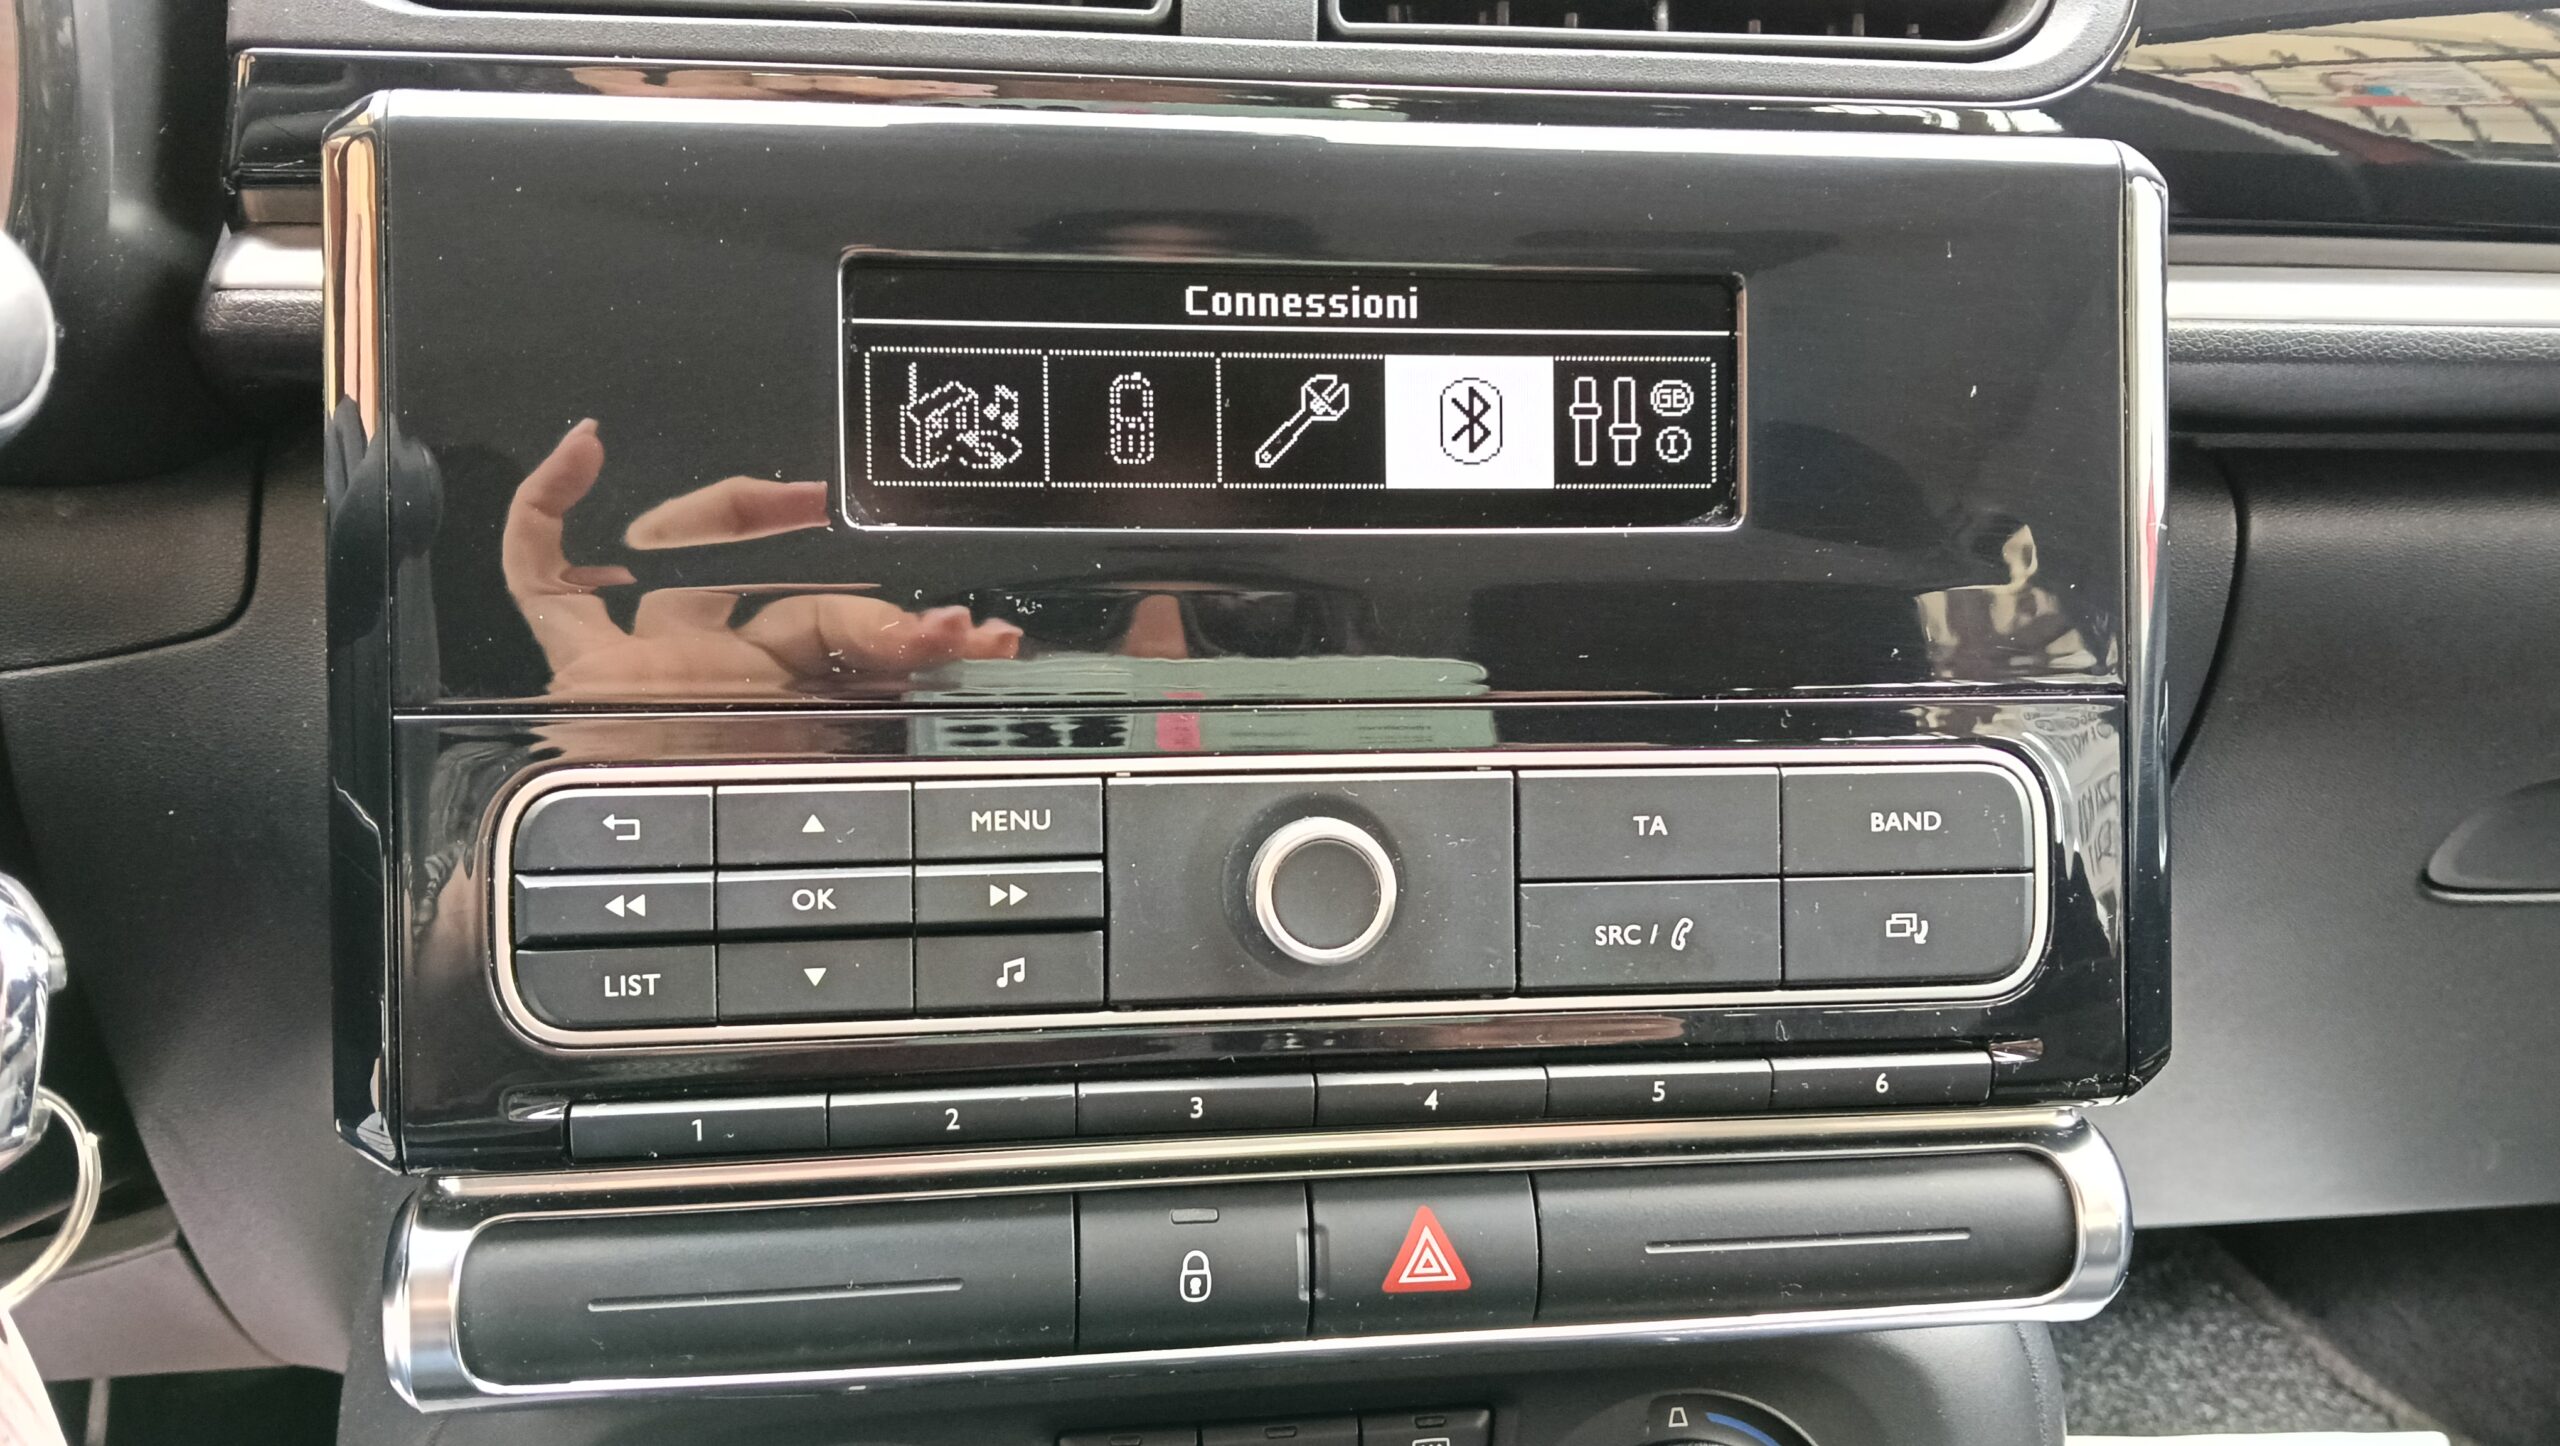 Connessioni
GB
I
MENU
TA
BAND
OK
SRC /
LIST
1 2 3 4 5 6